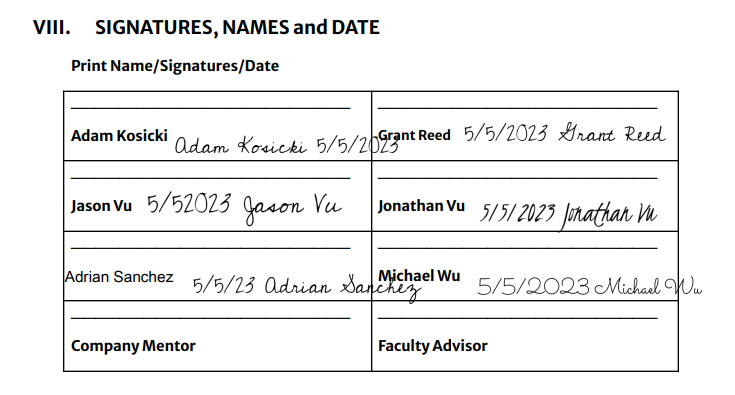 VIII. SIGNATURES, NAMES and DATE
Print Name/Signatures/Date
Adam Kosicki Adam Kosicki 5/5/2023
Grant Reed 5/5/2023 Grant Reed
Jason Vu 5/52023 Jason Vu
Jonathan Vu 5/5/2023 Jonathan Vu
Adrian Sanchez 5/5/23 Adrian Sanchez
Michael Wu 5/5/2023 Michael Wu
Company Mentor
Faculty Advisor